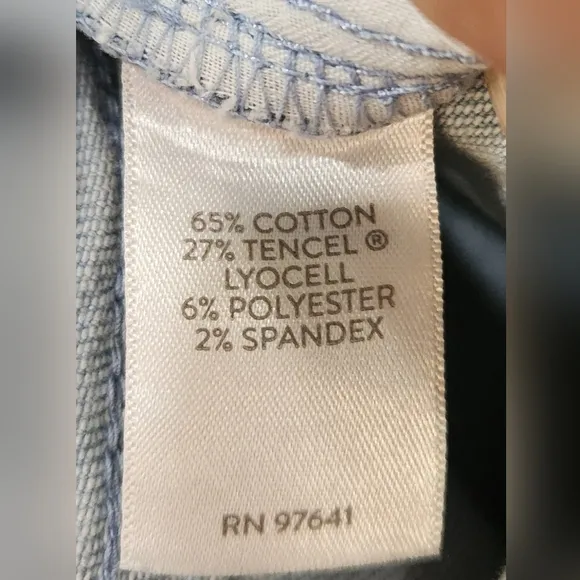 65% COTTON
27% TENCEL ®
LYOCELL
6% POLYESTER
2% SPANDEX
RN 97641